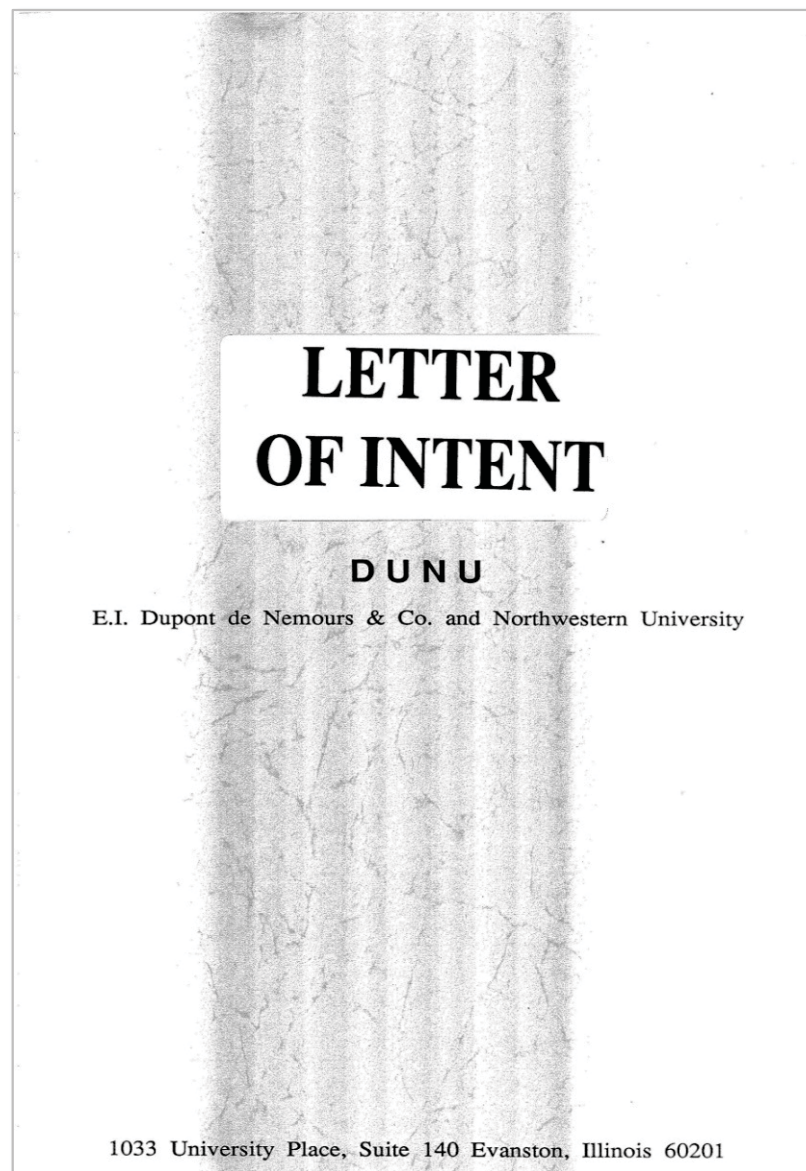 LETTER
OF INTENT
DUNU
E.I. Dupont de Nemours & Co. and Northwestern University
1033 University Place, Suite 140 Evanston, Illinois 60201